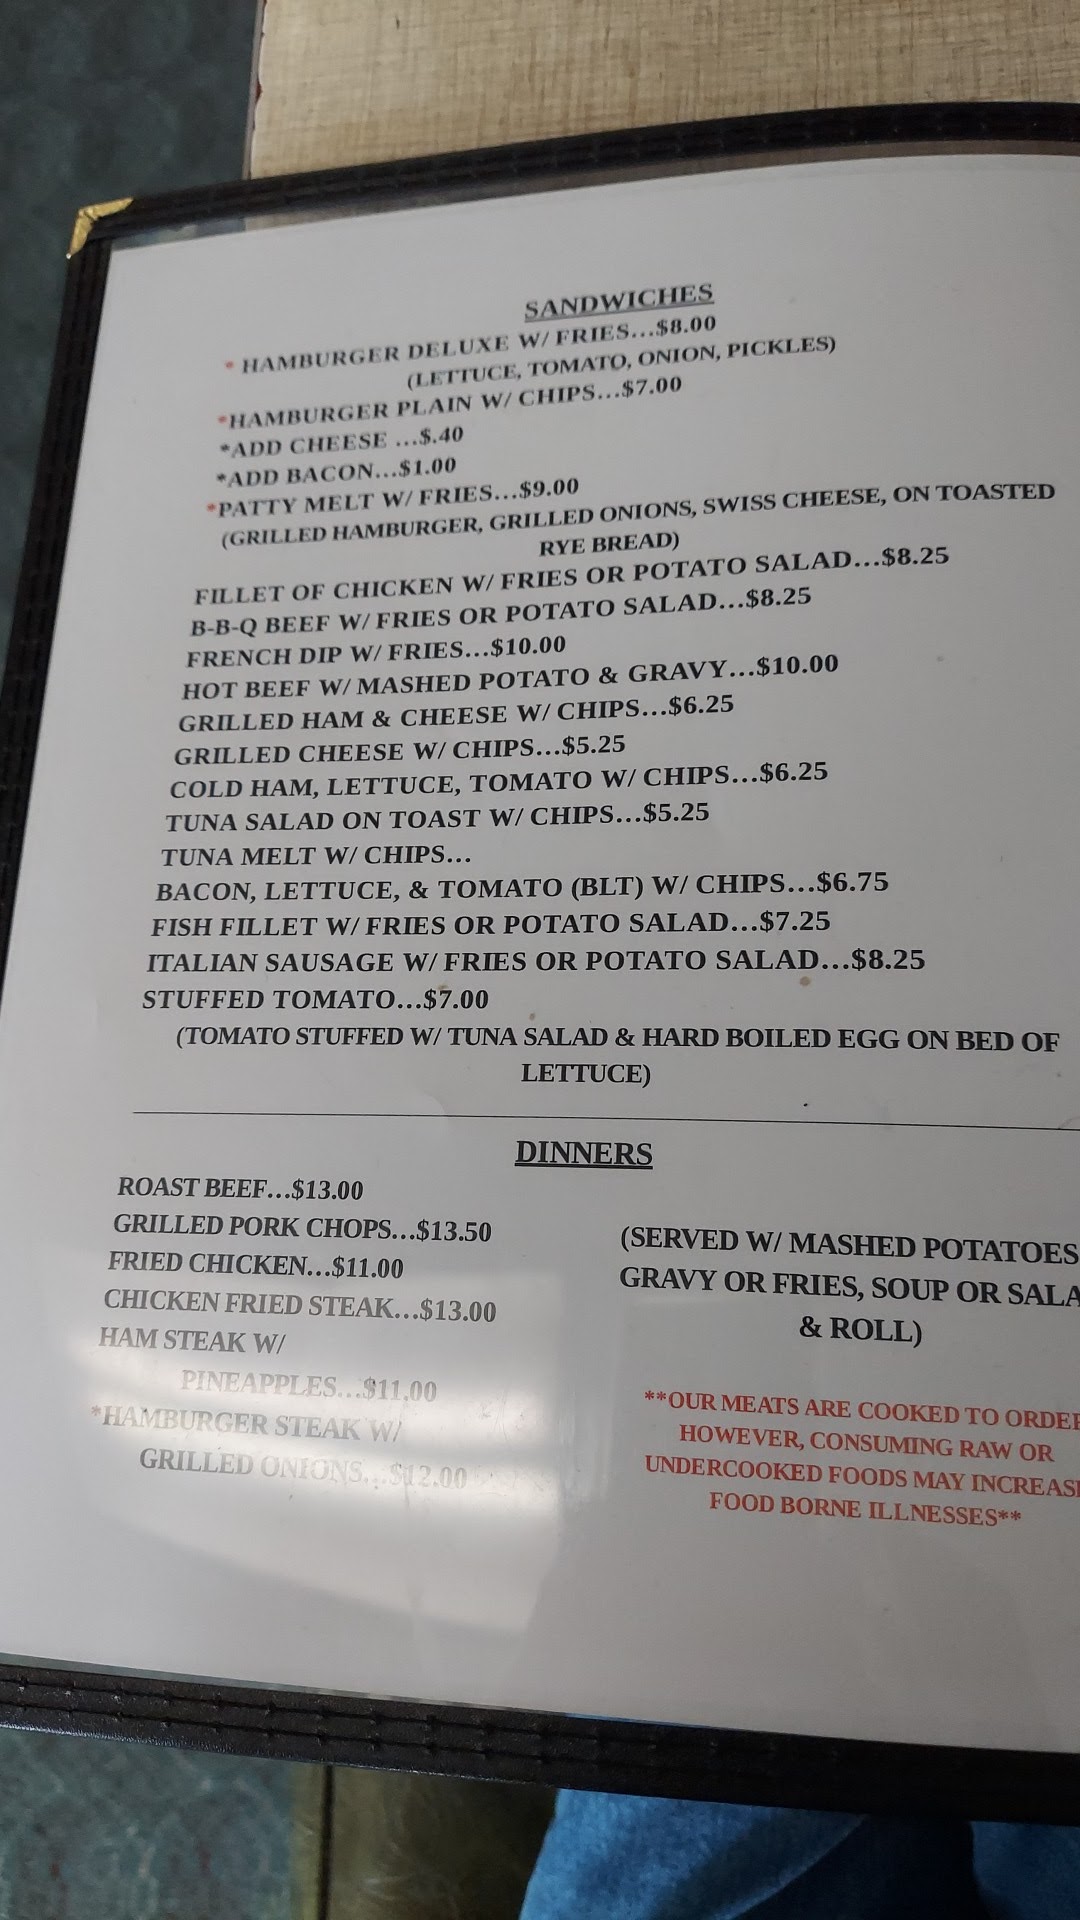 SANDWICHES
* HAMBURGER DELUXE W/ FRIES...$8.00
(LETTUCE, TOMATO, ONION, PICKLES)
*HAMBURGER PLAIN W/ CHIPS...$7.00
*ADD CHEESE ...$.40
*ADD BACON...$1.00
*PATTY MELT W/ FRIES...$9.00
(GRILLED HAMBURGER, GRILLED ONIONS, SWISS CHEESE, ON TOASTED
RYE BREAD)
FILLET OF CHICKEN W/ FRIES OR POTATO SALAD...$8.25
B-B-Q BEEF W/ FRIES OR POTATO SALAD...$8.25
FRENCH DIP W/ FRIES...$10.00
HOT BEEF W/ MASHED POTATO & GRAVY...$10.00
GRILLED HAM & CHEESE W/ CHIPS...$6.25
GRILLED CHEESE W/ CHIPS...$5.25
COLD HAM, LETTUCE, TOMATO W/ CHIPS...$6.25
TUNA SALAD ON TOAST W/ CHIPS...$5.25
TUNA MELT W/ CHIPS...
BACON, LETTUCE, & TOMATO (BLT) W/ CHIPS...$6.75
FISH FILLET W/ FRIES OR POTATO SALAD...$7.25
ITALIAN SAUSAGE W/ FRIES OR POTATO SALAD...$8.25
STUFFED TOMATO...$7.00
(TOMATO STUFFED W/ TUNA SALAD & HARD BOILED EGG ON BED OF
LETTUCE)
DINNERS
ROAST BEEF...$13.00
GRILLED PORK CHOPS...$13.50
FRIED CHICKEN...$11.00
CHICKEN FRIED STEAK...$13.00
HAM STEAK W/
PINEAPPLES...$11.00
*HAMBURGER STEAK W/
GRILLED ONIONS...$12.00
(SERVED W/ MASHED POTATOES
GRAVY OR FRIES, SOUP OR SALA
& ROLL)
**OUR MEATS ARE COOKED TO ORDER
HOWEVER, CONSUMING RAW OR
UNDERCOOKED FOODS MAY INCREAS
FOOD BORNE ILLNESSES**